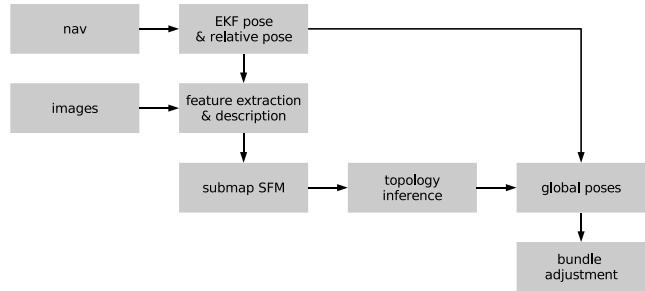 nav
EKF pose
& relative pose
images
feature extraction
& description
submap SFM
topology
inference
global poses
bundle
adjustment